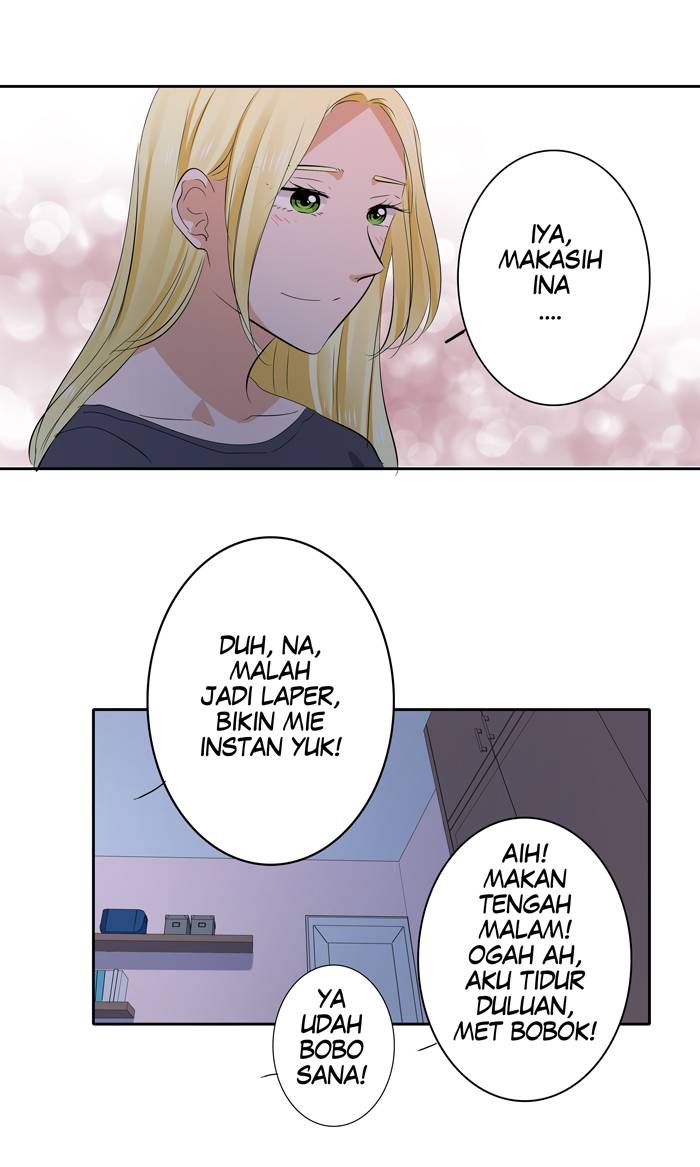 IYA,
MAKASIH
INA
....
DUH, NA,
MALAH
JADI LAPER,
BIKIN MIE
INSTAN YUK!
AIH!
MAKAN
TENGAH
MALAM!
OGAH AH,
AKU TIDUR
DULUAN,
MET BOBOK!
YA
UDAH
BOBO
SANA!